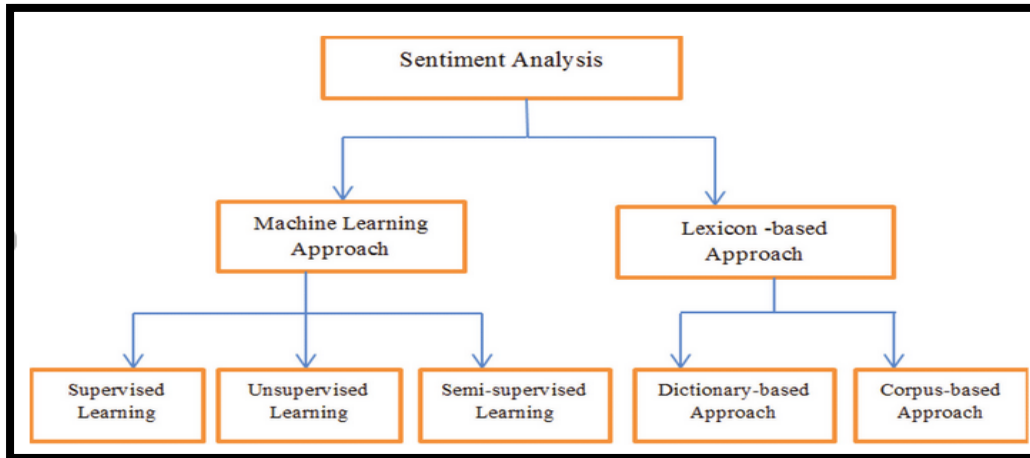 Sentiment Analysis
Machine Learning
Approach
Lexicon -based
Approach
Supervised
Learning
Unsupervised
Learning
Semi-supervised
Learning
Dictionary-based
Approach
Corpus-based
Approach